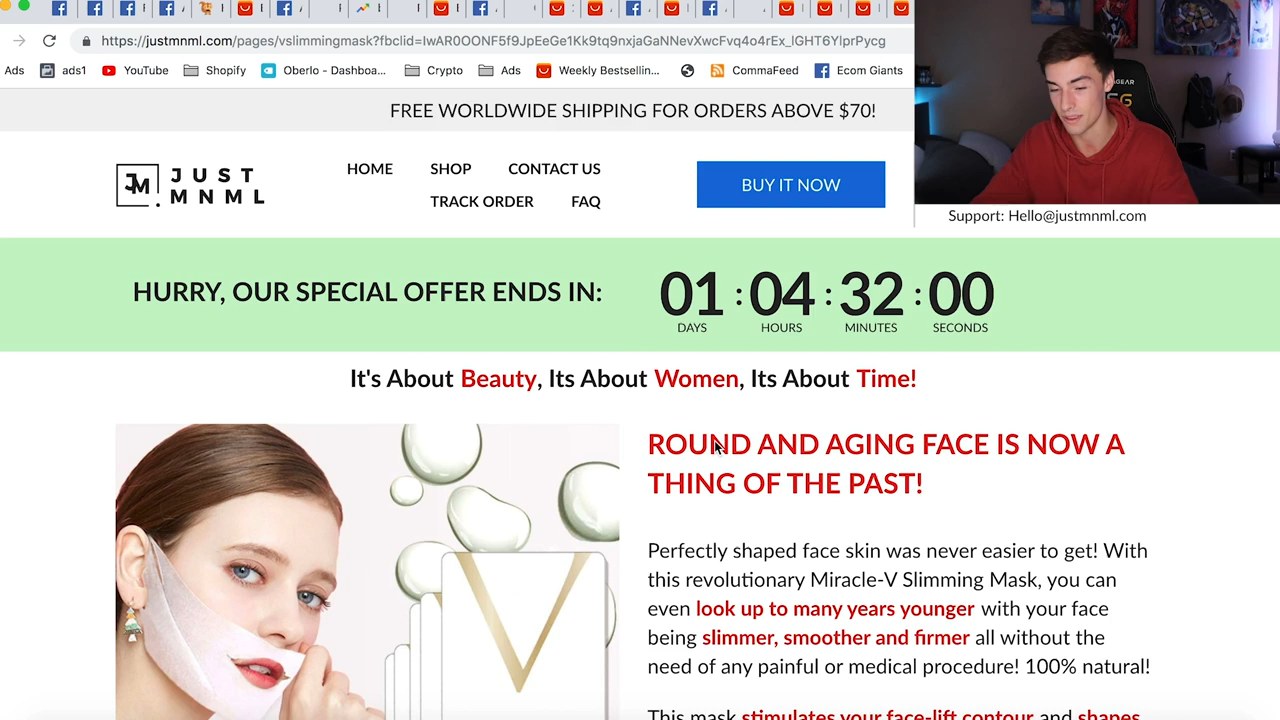 https://justmnml.com/pages/vslimmingmask?fbclid=IwAR0OONF5f9JpEeGe1Kk9tq9nxjaGaNNevXwcFvq4o4rEx_lGHT6YlprPycg
Ads ads1 YouTube Shopify Oberlo - Dashboa... Crypto Ads Weekly Bestsellin... CommaFeed Ecom Giants
FREE WORLDWIDE SHIPPING FOR ORDERS ABOVE $70!
JM JUST MNML
HOME SHOP CONTACT US
TRACK ORDER FAQ
BUY IT NOW
Support: Hello@justmnml.com
HURRY, OUR SPECIAL OFFER ENDS IN:
01 : 04 : 32 : 00
DAYS HOURS MINUTES SECONDS
It's About Beauty, Its About Women, Its About Time!
ROUND AND AGING FACE IS NOW A
THING OF THE PAST!
Perfectly shaped face skin was never easier to get! With
this revolutionary Miracle-V Slimming Mask, you can
even look up to many years younger with your face
being slimmer, smoother and firmer all without the
need of any painful or medical procedure! 100% natural!
This mask stimulates your face-lift contour and shapes